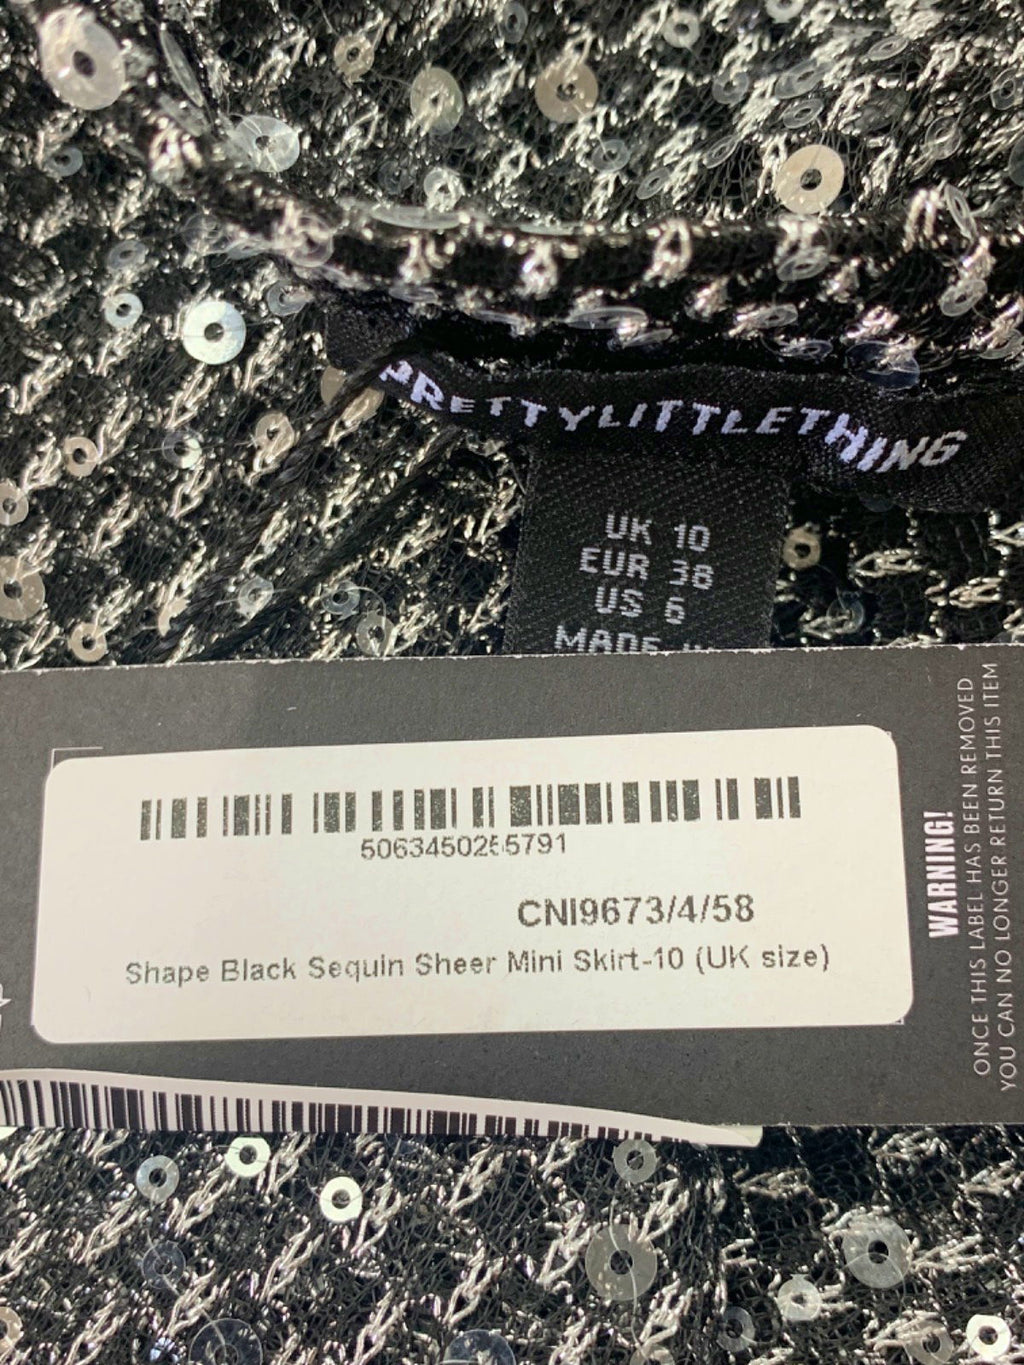 PRETTYLITTLETHING
UK 10
EUR 38
US 6
MADE
5063450255791
CNI9673/4/58
Shape Black Sequin Sheer Mini Skirt-10 (UK size)
WARNING!
ONCE THIS LABEL HAS BEEN REMOVED
YOU CAN NO LONGER RETURN THIS ITEM